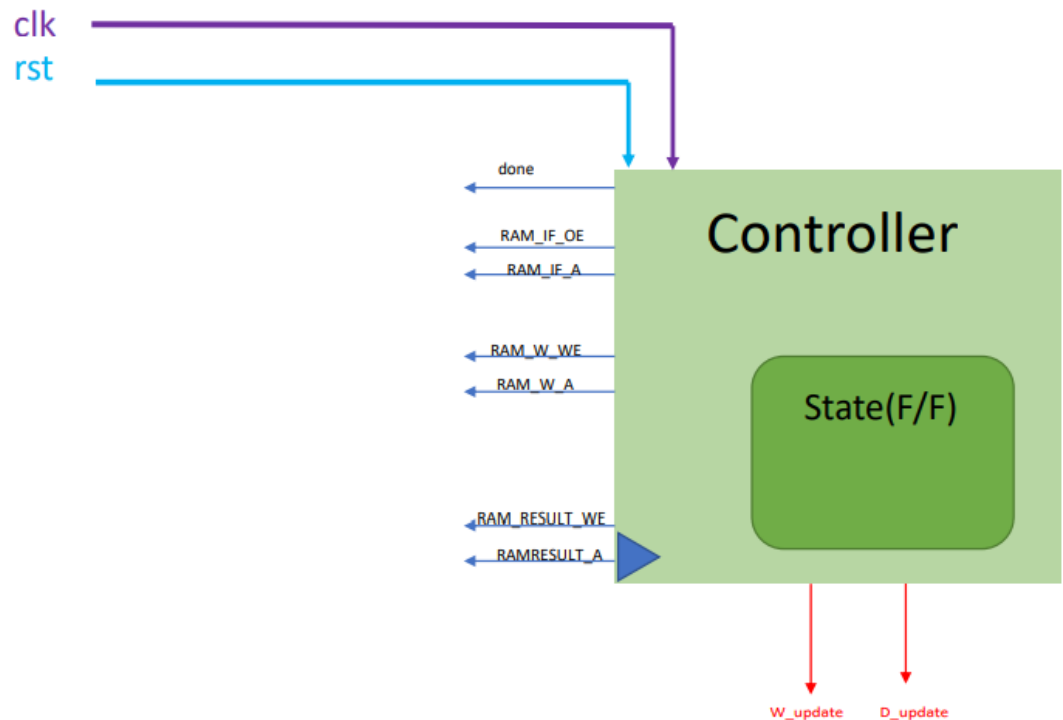 clk
rst
done
Controller
RAM_IF_OE
RAM_IF_A
RAM_W_WE
RAM_W_A
State(F/F)
RAM_RESULT_WE
RAMRESULT_A
W_update
D_update